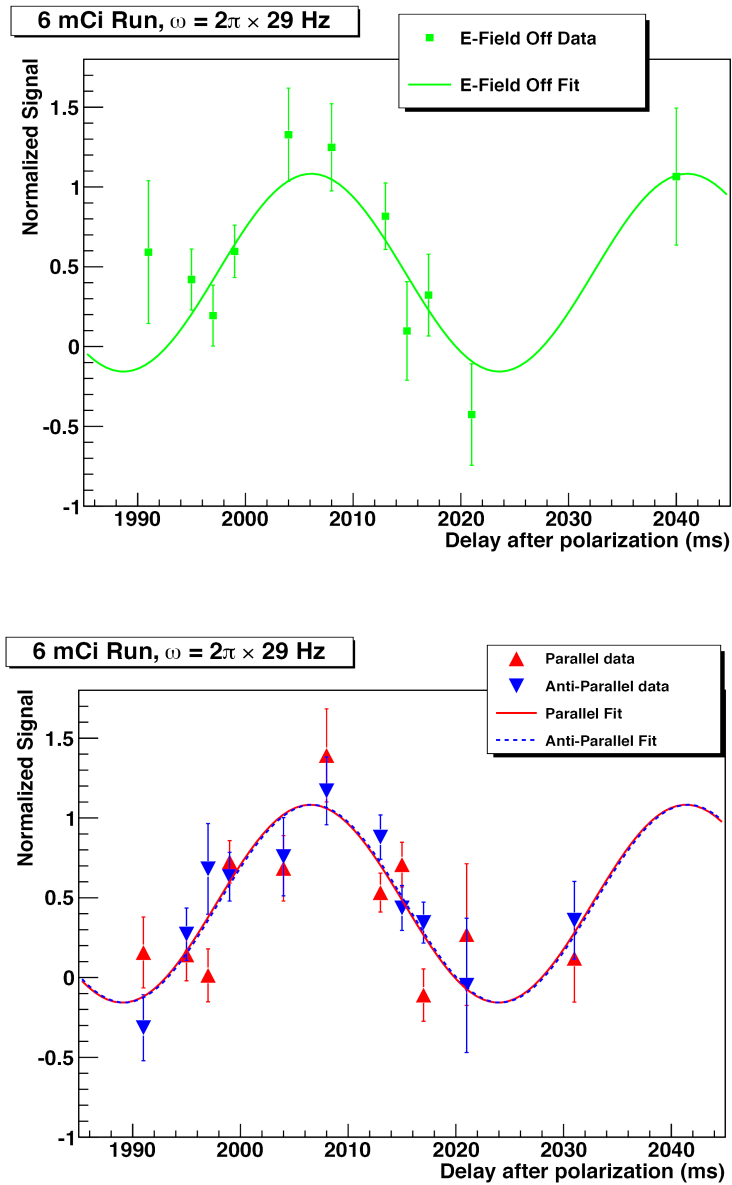 6 mCi Run, ω = 2π × 29 Hz
E-Field Off Data
E-Field Off Fit
Normalized Signal
1.5
1
0.5
0
-0.5
-1
1990 2000 2010 2020 2030 2040
Delay after polarization (ms)
6 mCi Run, ω = 2π × 29 Hz
Parallel data
Anti-Parallel data
Parallel Fit
Anti-Parallel Fit
Normalized Signal
1.5
1
0.5
0
-0.5
-1
1990 2000 2010 2020 2030 2040
Delay after polarization (ms)